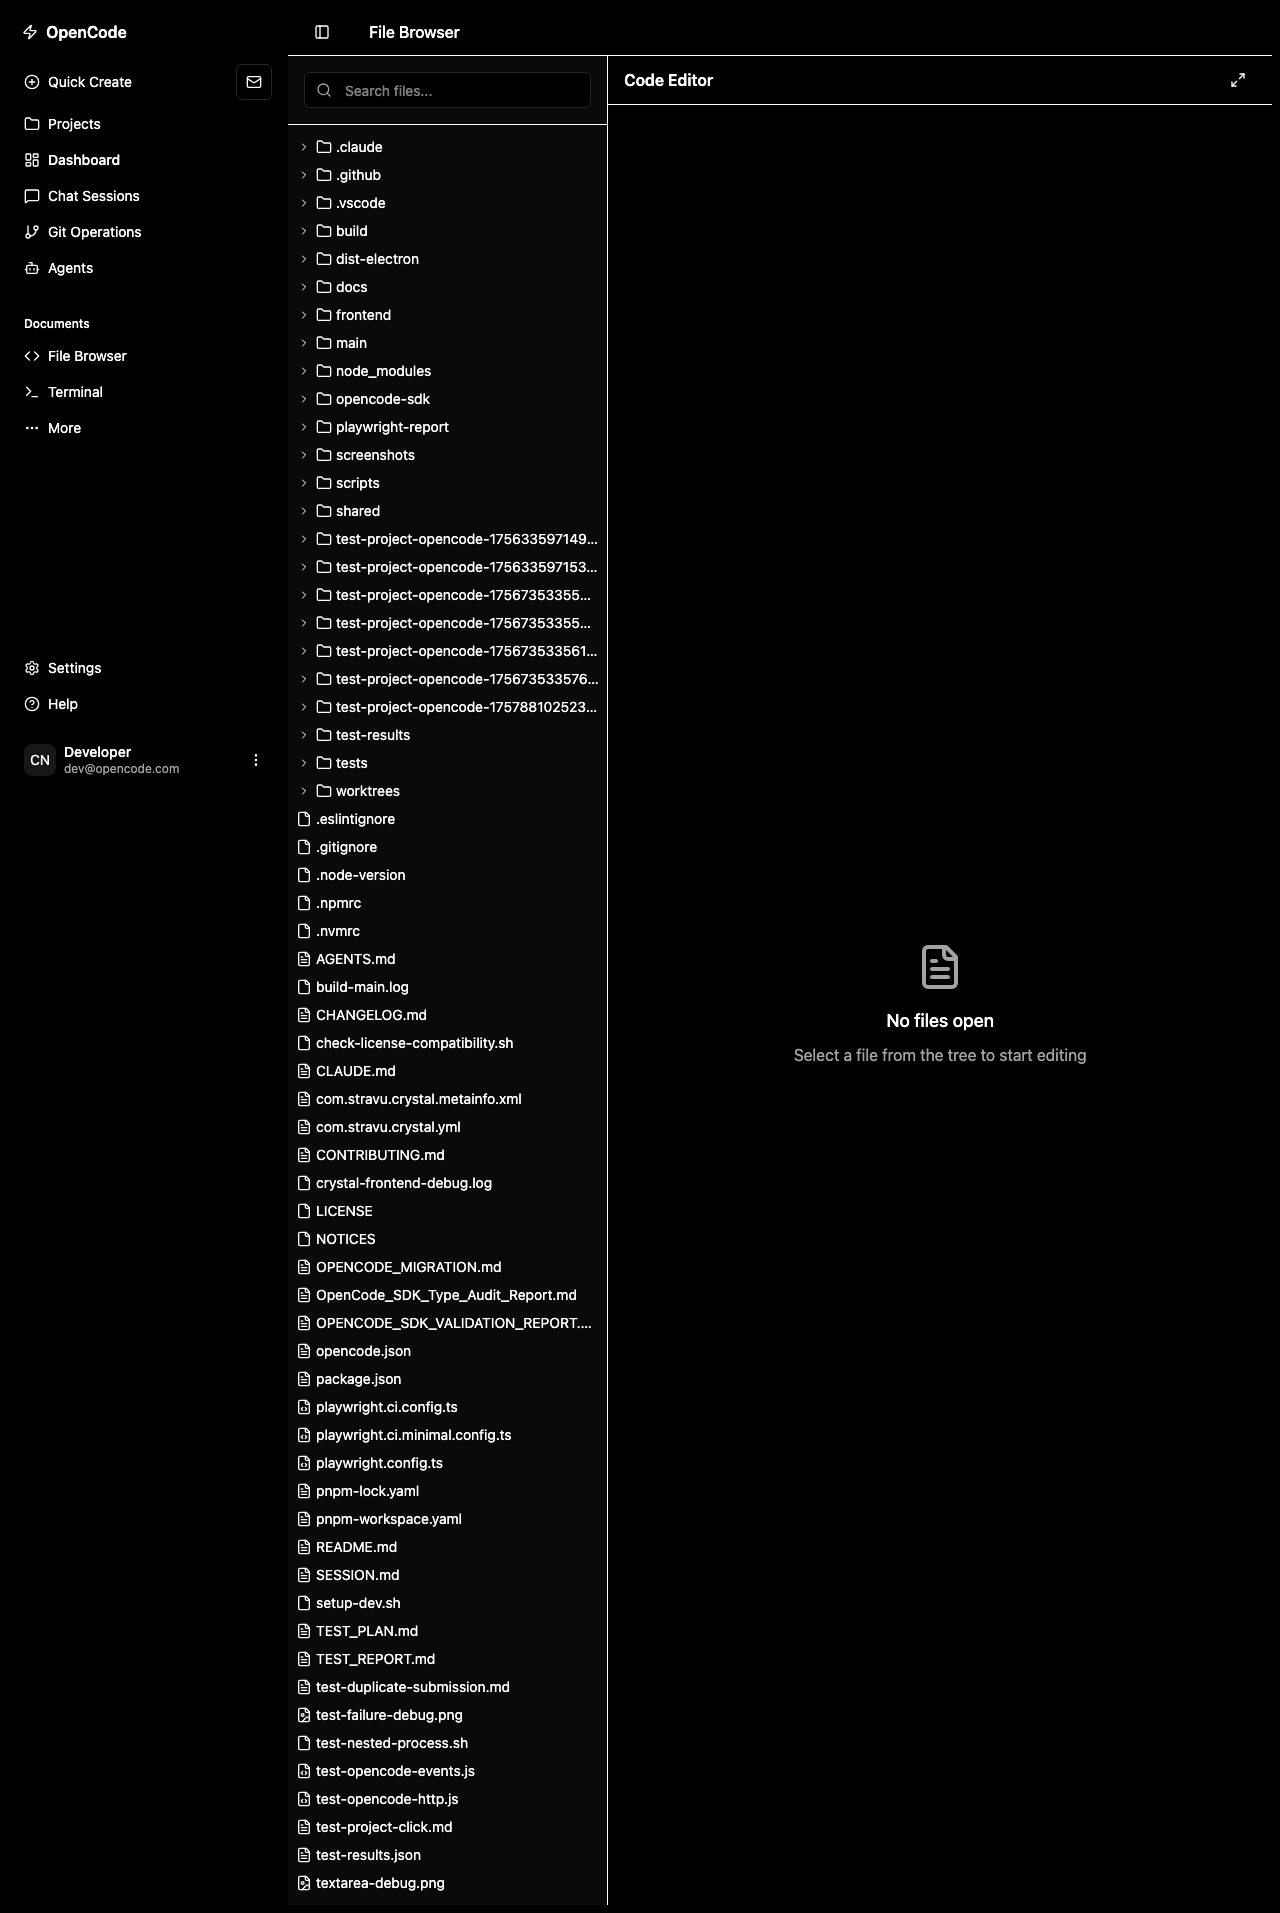 OpenCode
Quick Create
Projects
Dashboard
Chat Sessions
Git Operations
Agents
Documents
File Browser
Terminal
More
Settings
Help
CN
Developer
dev@opencode.com
File Browser
Search files...
.claude
.github
.vscode
build
dist-electron
docs
frontend
main
node_modules
opencode-sdk
playwright-report
screenshots
scripts
shared
test-project-opencode-175633597149...
test-project-opencode-175633597153...
test-project-opencode-17567353355...
test-project-opencode-17567353355...
test-project-opencode-175673533561...
test-project-opencode-175673533576...
test-project-opencode-175788102523...
test-results
tests
worktrees
.eslintignore
.gitignore
.node-version
.npmrc
.nvmrc
AGENTS.md
build-main.log
CHANGELOG.md
check-license-compatibility.sh
CLAUDE.md
com.stravu.crystal.metainfo.xml
com.stravu.crystal.yml
CONTRIBUTING.md
crystal-frontend-debug.log
LICENSE
NOTICES
OPENCODE_MIGRATION.md
OpenCode_SDK_Type_Audit_Report.md
OPENCODE_SDK_VALIDATION_REPORT....
opencode.json
package.json
playwright.ci.config.ts
playwright.ci.minimal.config.ts
playwright.config.ts
pnpm-lock.yaml
pnpm-workspace.yaml
README.md
SESSION.md
setup-dev.sh
TEST_PLAN.md
TEST_REPORT.md
test-duplicate-submission.md
test-failure-debug.png
test-nested-process.sh
test-opencode-events.js
test-opencode-http.js
test-project-click.md
test-results.json
textarea-debug.png
Code Editor
No files open
Select a file from the tree to start editing